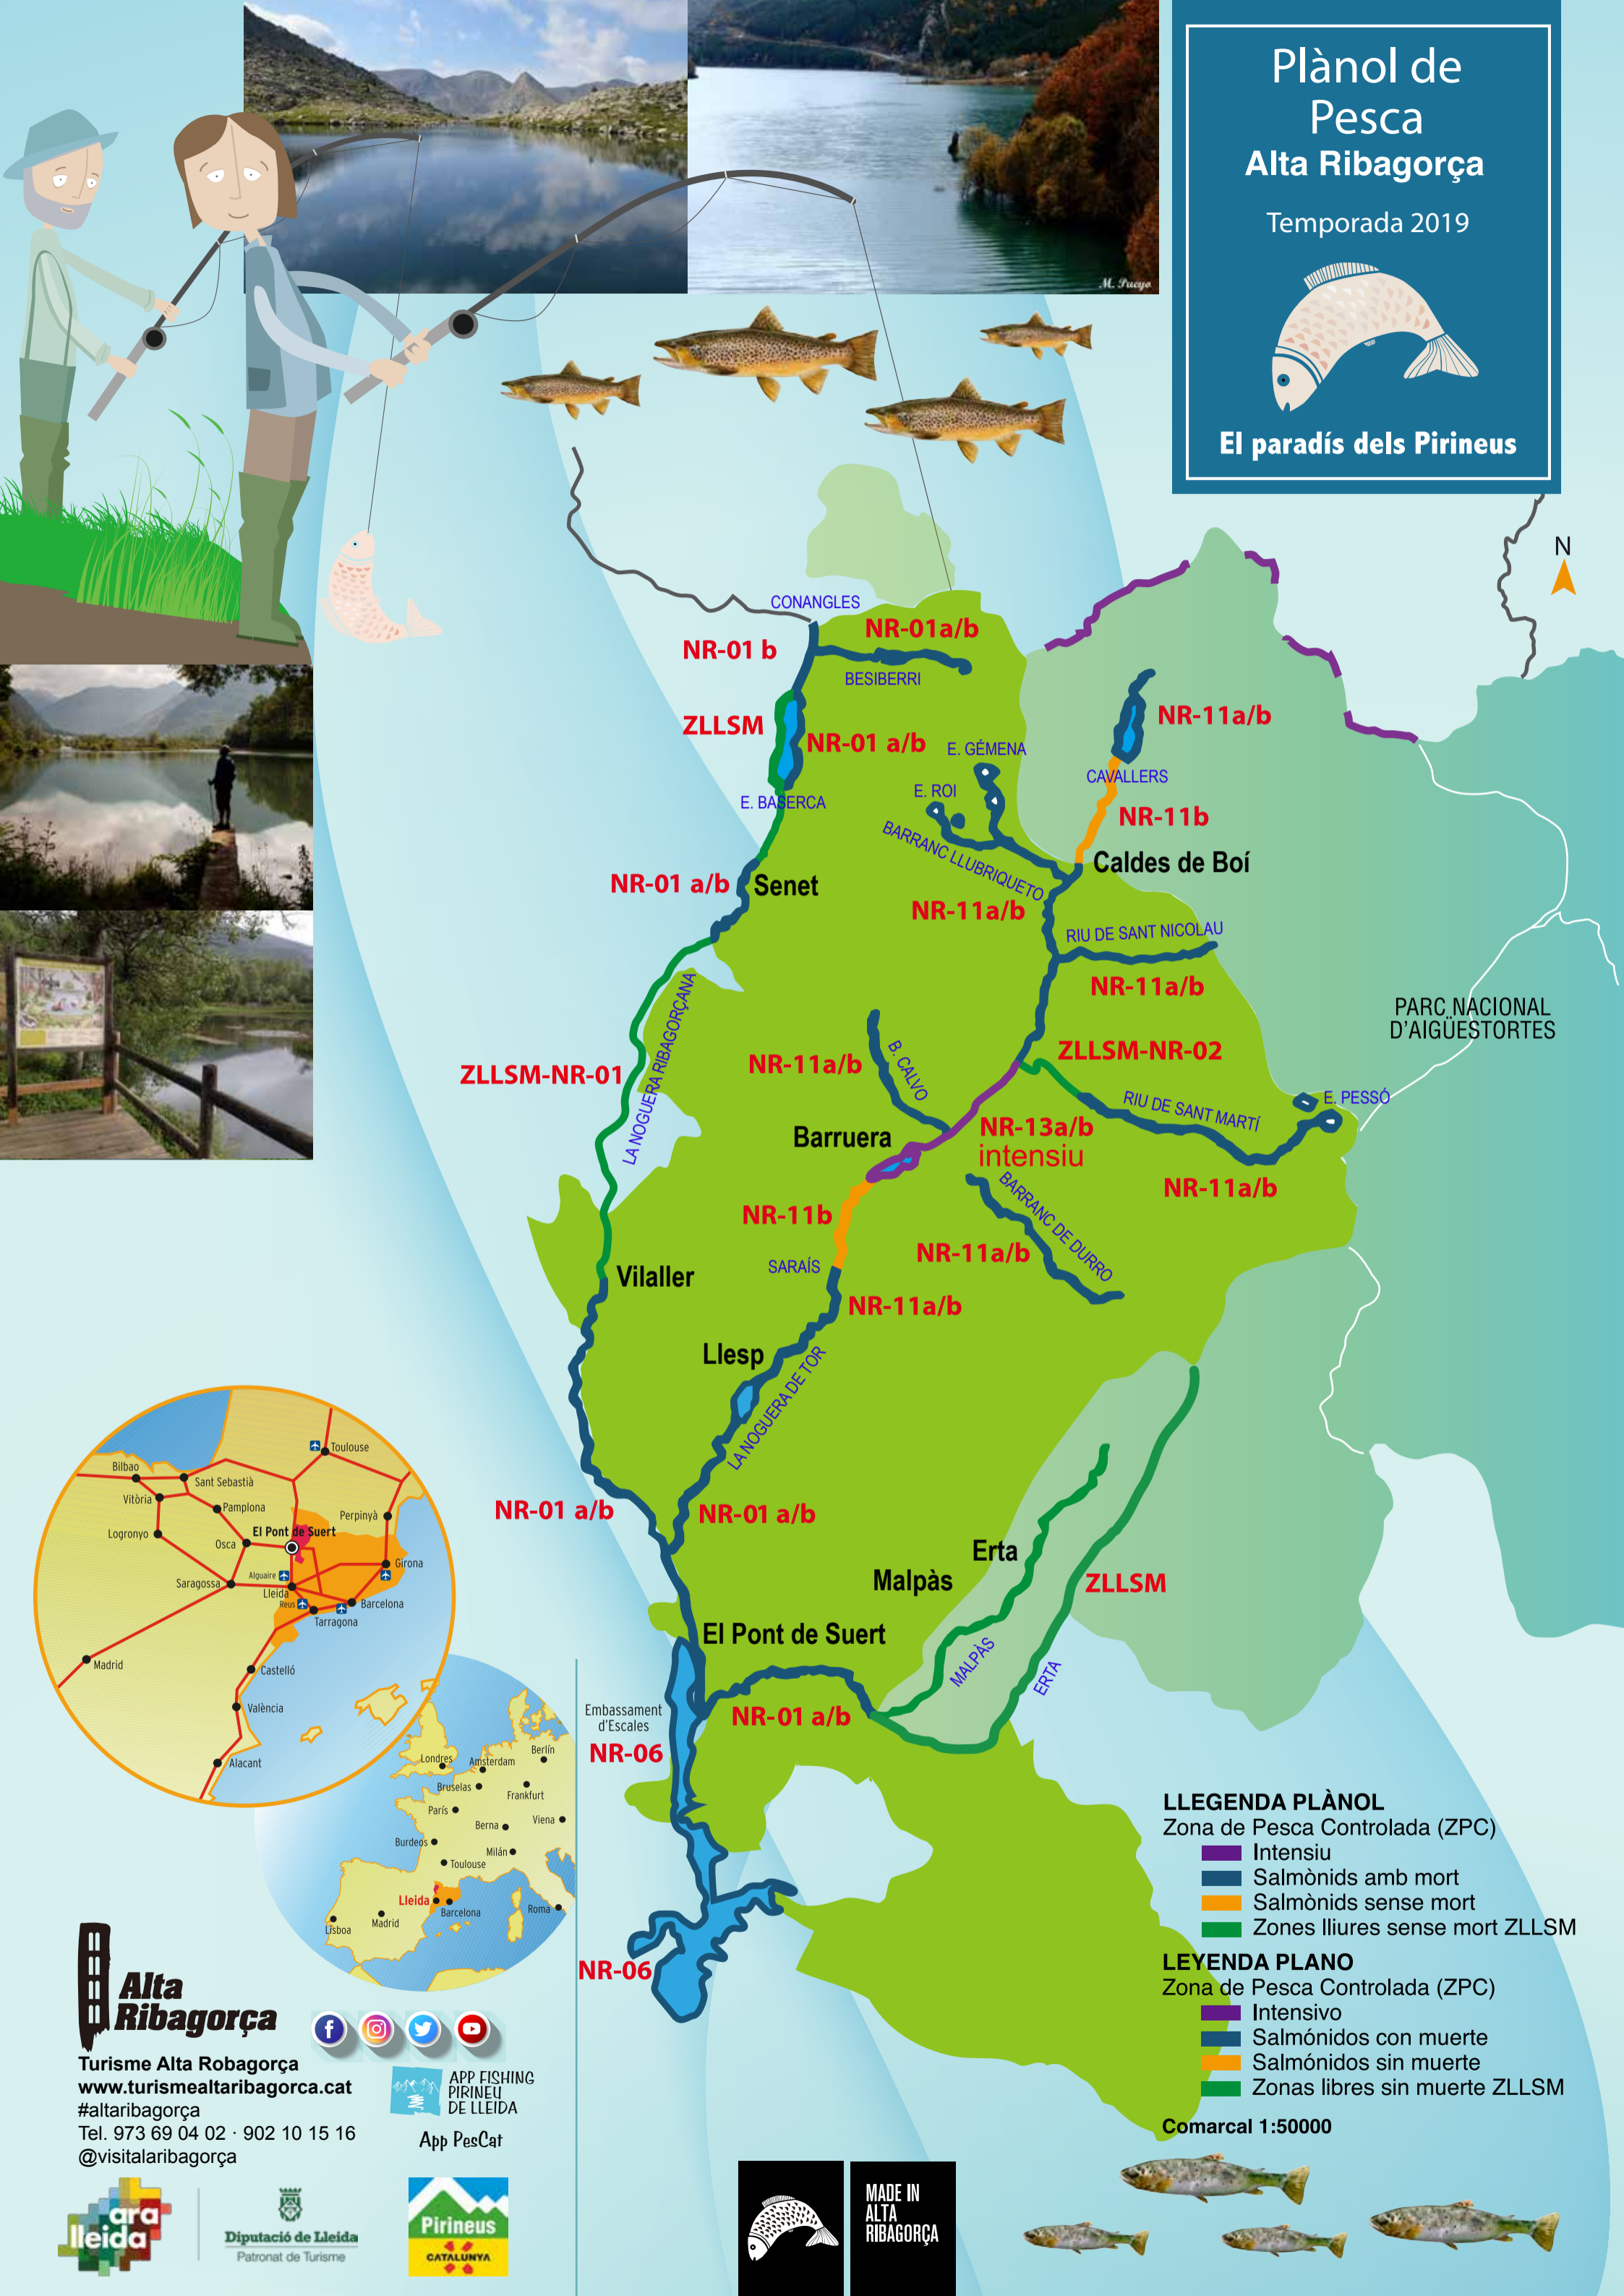 Plànol de
Pesca
Alta Ribagorça
Temporada 2019
El paradís dels Pirineus
M. Pueyo
N
CONANGLES
NR-01a/b
NR-01 b
BESIBERRI
ZLLSM
NR-01 a/b
NR-11a/b
E. GÉMENA
CAVALLERS
E. BASERCA
E. ROI
NR-11b
BARRANC LLUBRIQUETO
Caldes de Boí
NR-01 a/b
Senet
NR-11a/b
RIU DE SANT NICOLAU
NR-11a/b
PARC NACIONAL
D'AIGÜESTORTES
LA NOGUERA RIBAGORÇANA
ZLLSM-NR-01
NR-11a/b
B. CALVO
ZLLSM-NR-02
RIU DE SANT MARTÍ
E. PESSÓ
Barruera
NR-13a/b
intensiu
NR-11a/b
NR-11b
BARRANC DE DURRO
NR-11a/b
SARAÍS
Vilaller
NR-11a/b
Llesp
LA NOGUERA DE TOR
NR-01 a/b
NR-01 a/b
Erta
Malpàs
ZLLSM
El Pont de Suert
MALPÀS
ERTA
NR-01 a/b
Embassament
d'Escales
NR-06
NR-06
Toulouse
Bilbao
Sant Sebastià
Vitòria
Pamplona
Perpinyà
Logronyo
Osca
El Pont de Suert
Girona
Alguaire
Saragossa
Lleida
Reus
Barcelona
Tarragona
Madrid
Castelló
València
Alacant
Londres
Amsterdam
Berlín
Bruselas
Frankfurt
París
Berna
Viena
Burdeos
Milán
Toulouse
Lleida
Barcelona
Roma
Madrid
Lisboa
LLEGENDA PLÀNOL
Zona de Pesca Controlada (ZPC)
Intensiu
Salmònids amb mort
Salmònids sense mort
Zones lliures sense mort ZLLSM
LEYENDA PLANO
Zona de Pesca Controlada (ZPC)
Intensivo
Salmónidos con muerte
Salmónidos sin muerte
Zonas libres sin muerte ZLLSM
Comarcal 1:50000
Alta
Ribagorça
Turisme Alta Robagorça
www.turismealtaribagorca.cat
#altaribagorça
Tel. 973 69 04 02 · 902 10 15 16
@visitalaribagorça
APP FISHING
PIRINEU
DE LLEIDA
App PesCat
ara
lleida
Diputació de Lleida
Patronat de Turisme
Pirineus
CATALUNYA
MADE IN
ALTA
RIBAGORÇA